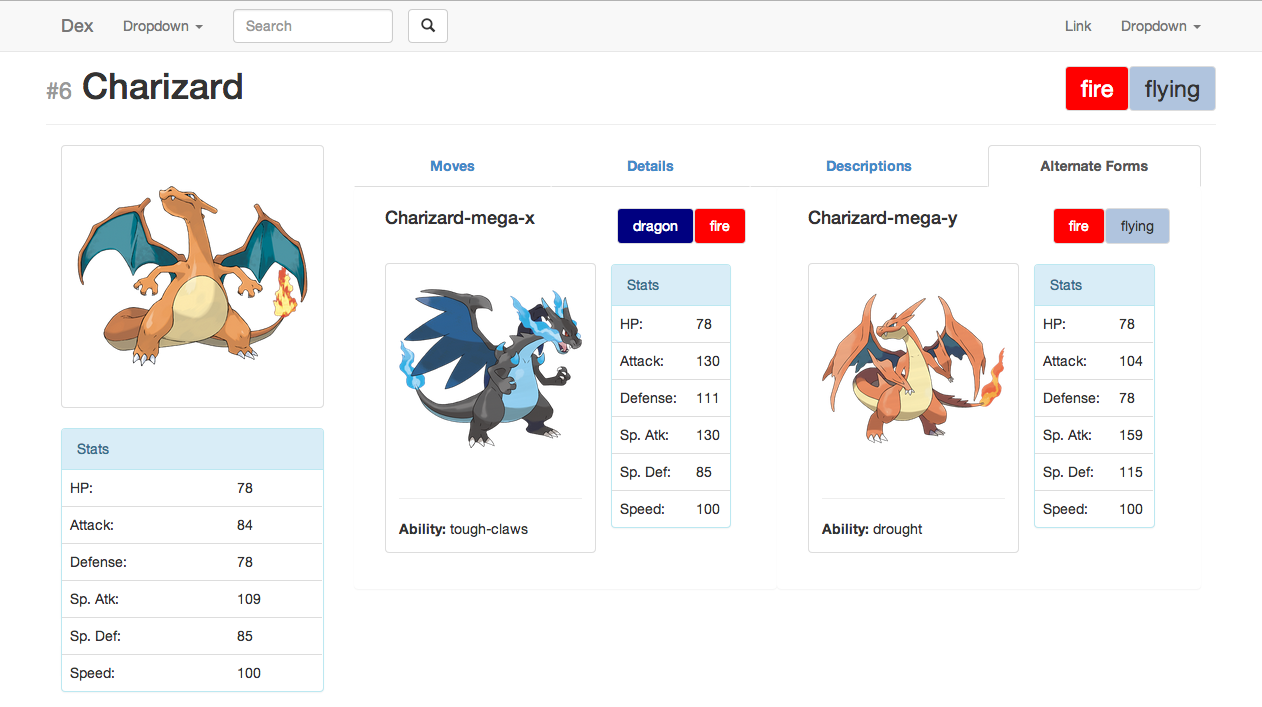 Dex Dropdown Search Link Dropdown
#6 Charizard fire flying
Moves Details Descriptions Alternate Forms
Charizard-mega-x dragon fire
Stats
HP: 78
Attack: 130
Defense: 111
Sp. Atk: 130
Sp. Def: 85
Speed: 100
Ability: tough-claws
Charizard-mega-y fire flying
Stats
HP: 78
Attack: 104
Defense: 78
Sp. Atk: 159
Sp. Def: 115
Speed: 100
Ability: drought
Stats
HP: 78
Attack: 84
Defense: 78
Sp. Atk: 109
Sp. Def: 85
Speed: 100